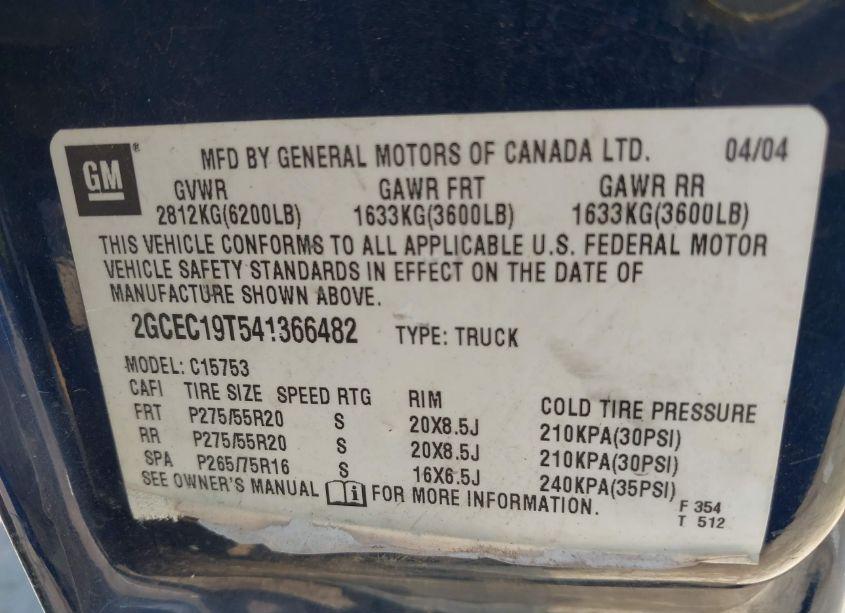 GM ® MFD BY GENERAL MOTORS OF CANADA LTD. 04/04
GVWR GAWR FRT GAWR RR
2812KG(6200LB) 1633KG(3600LB) 1633KG(3600LB)
THIS VEHICLE CONFORMS TO ALL APPLICABLE U.S. FEDERAL MOTOR
VEHICLE SAFETY STANDARDS IN EFFECT ON THE DATE OF
MANUFACTURE SHOWN ABOVE.
2GCEC19T541366482 TYPE: TRUCK
MODEL: C15753
CAFI TIRE SIZE SPEED RTG RIM COLD TIRE PRESSURE
FRT P275/55R20 S 20X8.5J 210KPA(30PSI)
RR P275/55R20 S 20X8.5J 210KPA(30PSI)
SPA P265/75R16 S 16X6.5J 240KPA(35PSI)
SEE OWNER'S MANUAL i FOR MORE INFORMATION.
F 354
T 512